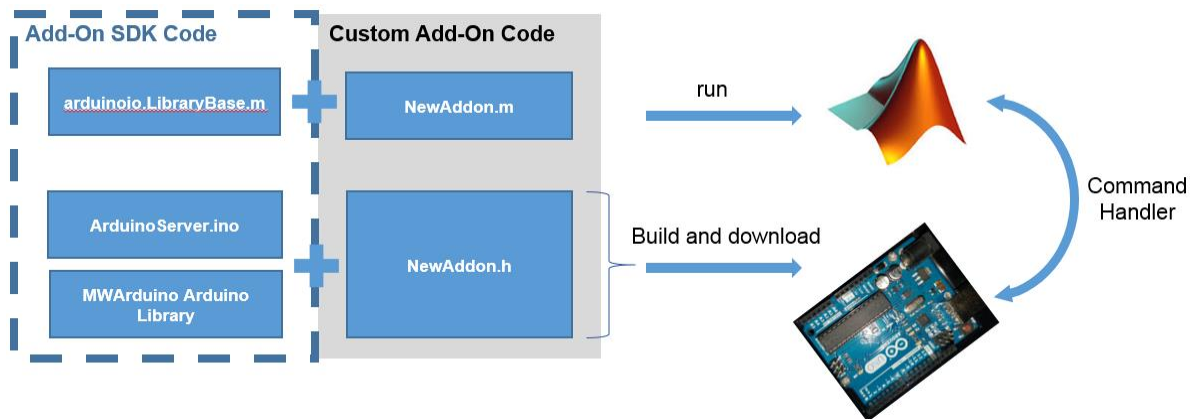 Add-On SDK Code
Custom Add-On Code
arduinoio.LibraryBase.m
NewAddon.m
run
ArduinoServer.ino
MWArduino Arduino
Library
NewAddon.h
Build and download
Command
Handler